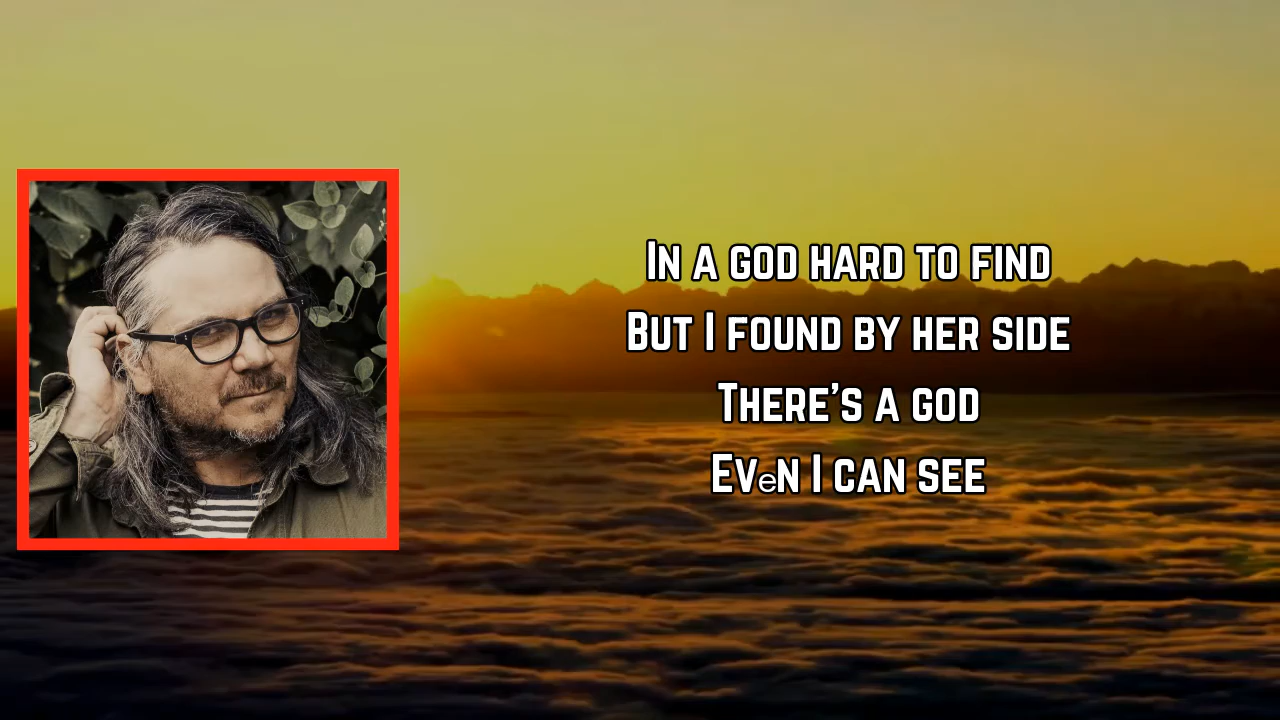 In a god hard to find
But I found by her side
There's a god
Even I can see